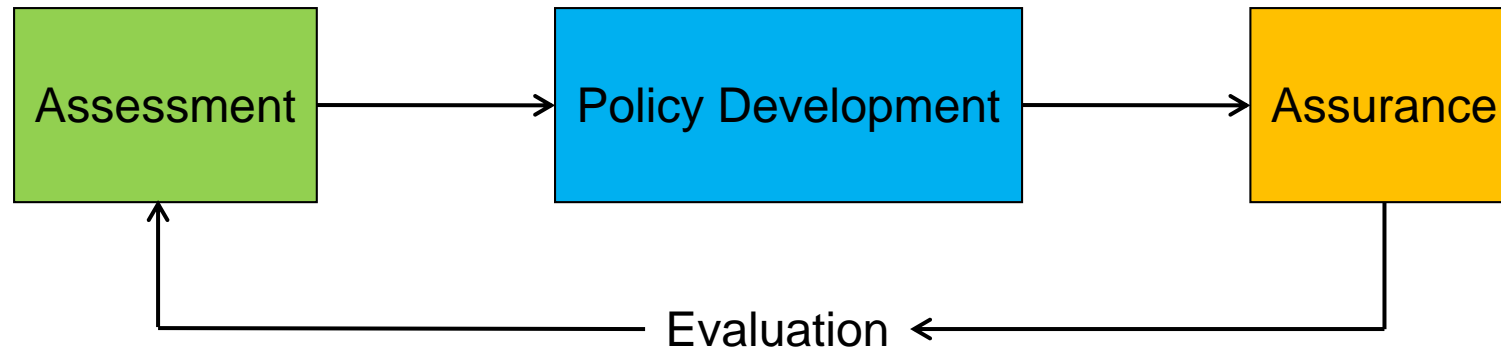 Assessment
Policy Development
Assurance
Evaluation